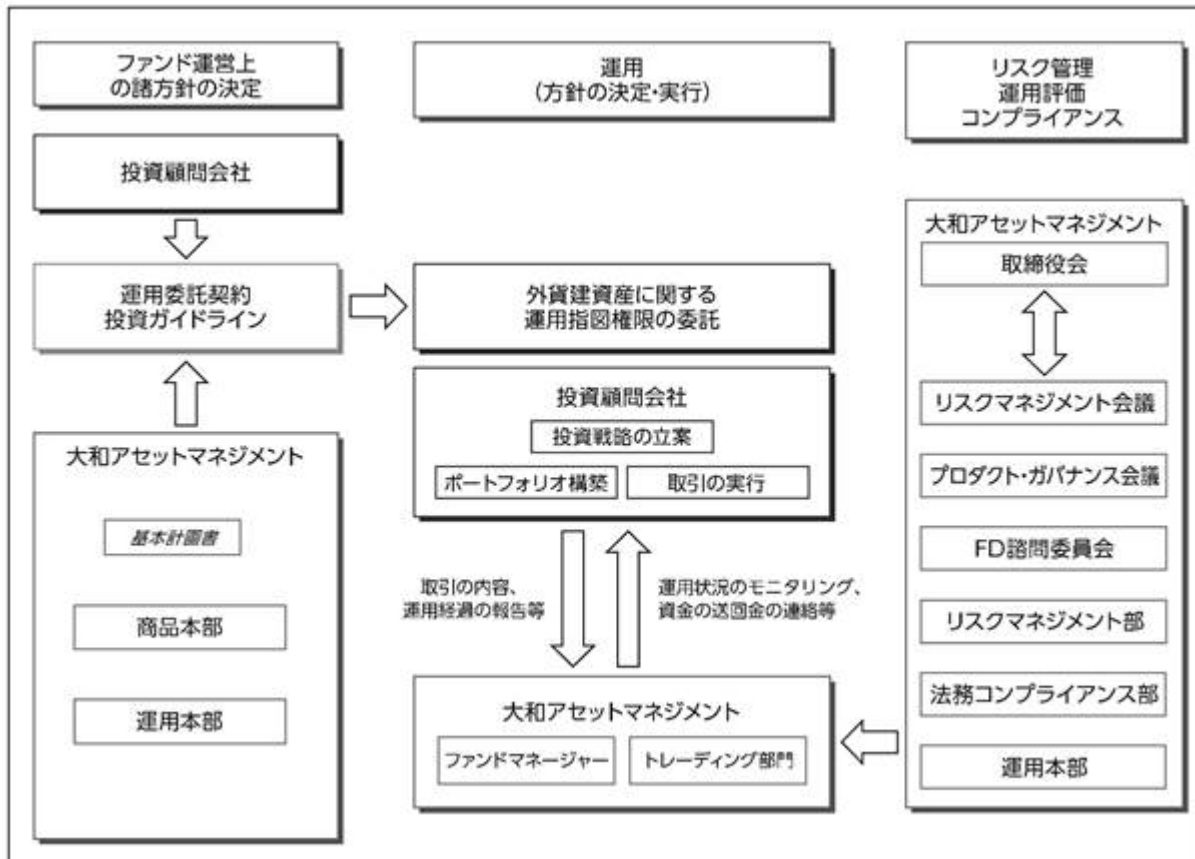 ファンド運営上
の諸方針の決定
投資顧問会社
運用委託契約
投資ガイドライン
大和アセットマネジメント
基本計画書
商品本部
運用本部
運用
(方針の決定・実行)
外貨建資産に関する
運用指図権限の委託
投資顧問会社
投資戦略の立案
ポートフォリオ構築
取引の実行
取引の内容、
運用経過の報告等
運用状況のモニタリング、
資金の送回金の連絡等
大和アセットマネジメント
ファンドマネージャー
トレーディング部門
リスク管理
運用評価
コンプライアンス
大和アセットマネジメント
取締役会
リスクマネジメント会議
プロダクト・ガバナンス会議
FD諮問委員会
リスクマネジメント部
法務コンプライアンス部
運用本部